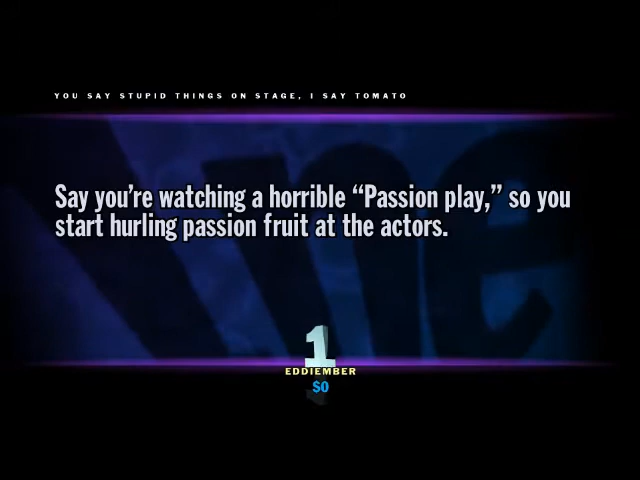 YOU SAY STUPID THINGS ON STAGE, I SAY TOMATO
Say you're watching a horrible “Passion play,” so you
start hurling passion fruit at the actors.
1
EDDIEMBER
$0